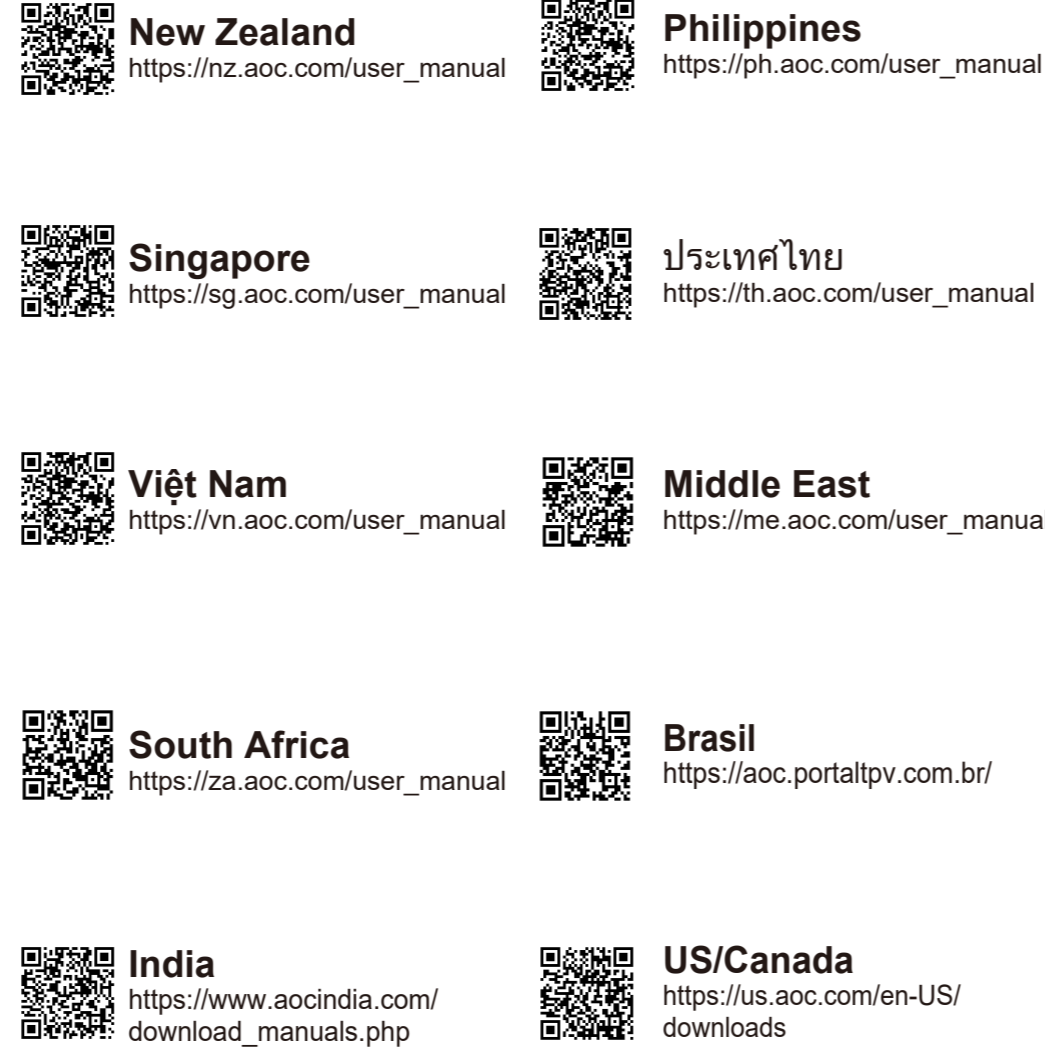 New Zealand
https://nz.aoc.com/user_manual
Philippines
https://ph.aoc.com/user_manual
Singapore
https://sg.aoc.com/user_manual
ประเทศไทย
https://th.aoc.com/user_manual
Việt Nam
https://vn.aoc.com/user_manual
Middle East
https://me.aoc.com/user_manual
South Africa
https://za.aoc.com/user_manual
Brasil
https://aoc.portaltpv.com.br/
India
https://www.aocindia.com/
download_manuals.php
US/Canada
https://us.aoc.com/en-US/
downloads